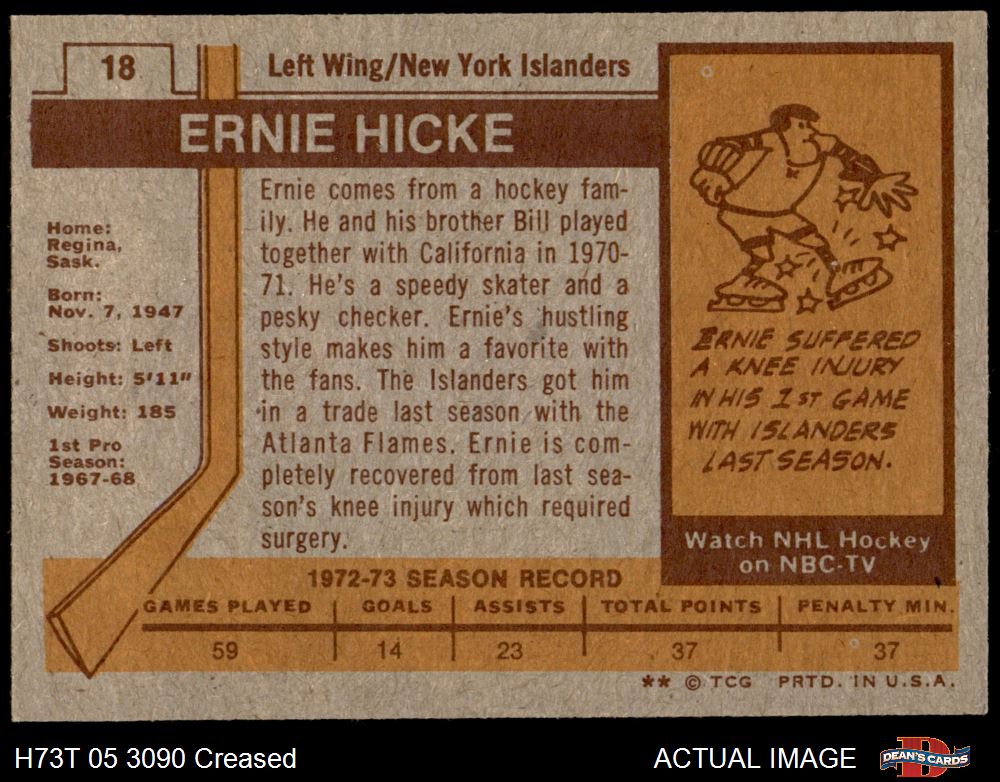 18
Left Wing/New York Islanders
ERNIE HICKE
Home:
Regina,
Sask.
Born:
Nov. 7, 1947
Shoots: Left
Height: 5'11"
Weight: 185
1st Pro
Season:
1967-68
Ernie comes from a hockey fam-
ily. He and his brother Bill played
together with California in 1970-
71. He's a speedy skater and a
pesky checker. Ernie's hustling
style makes him a favorite with
the fans. The Islanders got him
in a trade last season with the
Atlanta Flames. Ernie is com-
pletely recovered from last sea-
son's knee injury which required
surgery.
ERNIE SUFFERED
A KNEE INJURY
IN HIS 1ST GAME
WITH ISLANDERS
LAST SEASON.
Watch NHL Hockey
on NBC-TV
1972-73 SEASON RECORD
GAMES PLAYED GOALS ASSISTS TOTAL POINTS PENALTY MIN.
59 14 23 37 37
** © TCG PRTD. IN U.S.A.
H73T 05 3090 Creased ACTUAL IMAGE DEAN'S CARDS